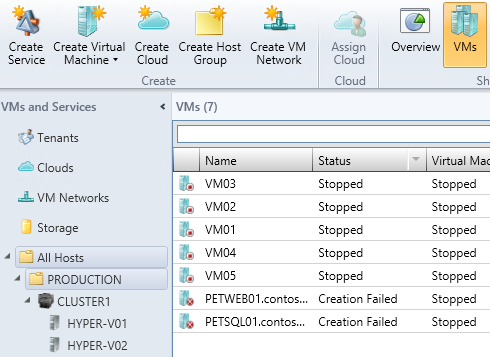 Create Service
Create Virtual Machine
Create Cloud
Create Host Group
Create VM Network
Assign Cloud
Overview
VMs
Create
Cloud
Sh
VMs and Services
VMs (7)
Tenants
Clouds
VM Networks
Storage
All Hosts
PRODUCTION
CLUSTER1
HYPER-V01
HYPER-V02
Name Status Virtual Mac
VM03 Stopped Stopped
VM02 Stopped Stopped
VM01 Stopped Stopped
VM04 Stopped Stopped
VM05 Stopped Stopped
PETWEB01.contos... Creation Failed Stopped
PETSQL01.contos... Creation Failed Stopped